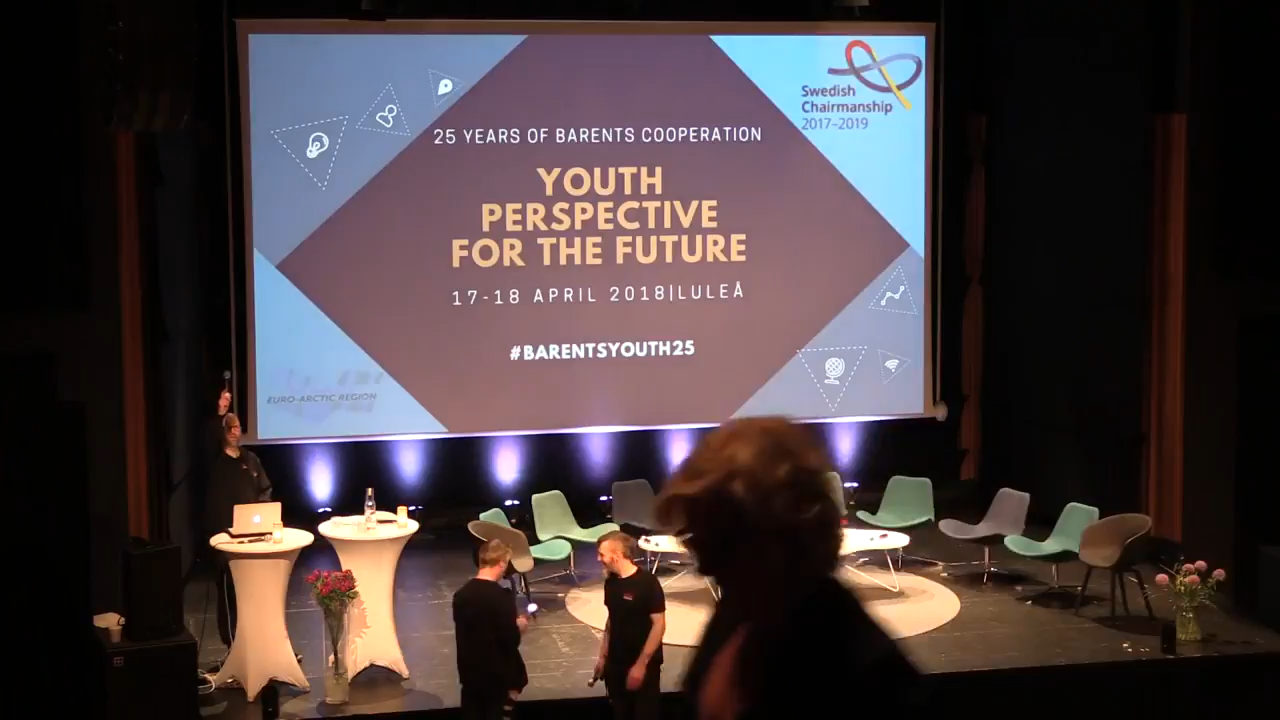 Swedish
Chairmanship
2017–2019
25 YEARS OF BARENTS COOPERATION
YOUTH
PERSPECTIVE
FOR THE FUTURE
17-18 APRIL 2018|LULEÅ
#BARENTSYOUTH25
EURO-ARCTIC REGION